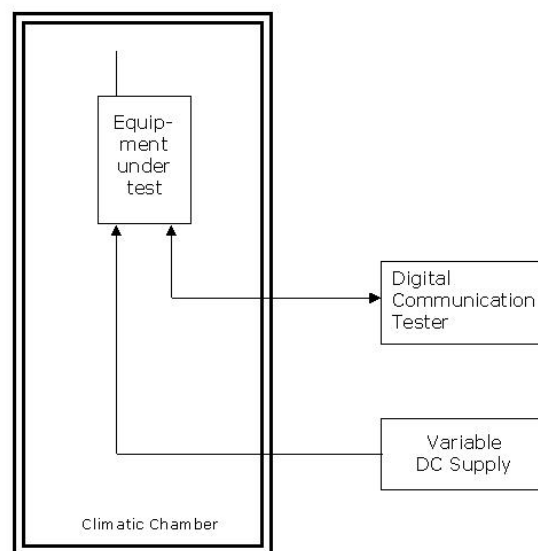 Equip-
ment
under
test
Digital
Communication
Tester
Variable
DC Supply
Climatic Chamber